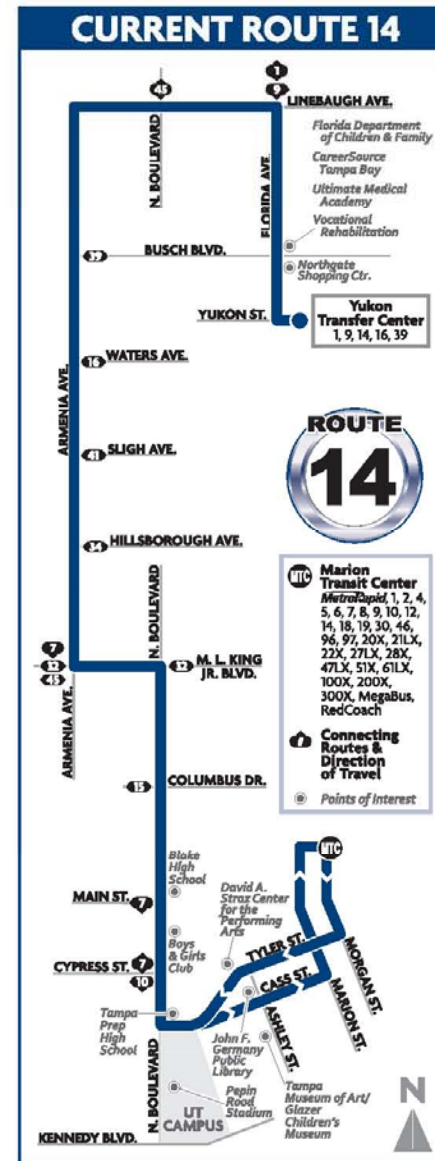 CURRENT ROUTE 14
45
1
9
LINEBAUGH AVE.
N. BOULEVARD
FLORIDA AVE.
Florida Department
of Children & Family
CareerSource
Tampa Bay
Ultimate Medical
Academy
Vocational
Rehabilitation
39
BUSCH BLVD.
Northgate
Shopping Ctr.
YUKON ST.
Yukon
Transfer Center
1, 9, 14, 16, 39
ARMENIA AVE.
16
WATERS AVE.
41
SLIGH AVE.
34
HILLSBOROUGH AVE.
ROUTE
14
N. BOULEVARD
7
32
45
32
M. L. KING
JR. BLVD.
ARMENIA AVE.
15
COLUMBUS DR.
MTC
Marion
Transit Center
MetroRapid, 1, 2, 4,
5, 6, 7, 8, 9, 10, 12,
14, 18, 19, 30, 46,
96, 97, 20X, 21LX,
22X, 27LX, 28X,
47LX, 51X, 61LX,
100X, 200X,
300X, MegaBus,
RedCoach
Connecting
Routes &
Direction
of Travel
Points of Interest
MTC
Blake
High
School
MAIN ST.
7
David A.
Straz Center
for the
Performing
Arts
Boys
& Girls
Club
CYPRESS ST.
7
10
TYLER ST.
CASS ST.
MORGAN ST.
MARION ST.
ASHLEY ST.
Tampa
Prep
High
School
John F.
Germany
Public
Library
N. BOULEVARD
UT
CAMPUS
Pepin
Rood
Stadium
Tampa
Museum of Art/
Glazer
Children's
Museum
KENNEDY BLVD.
N